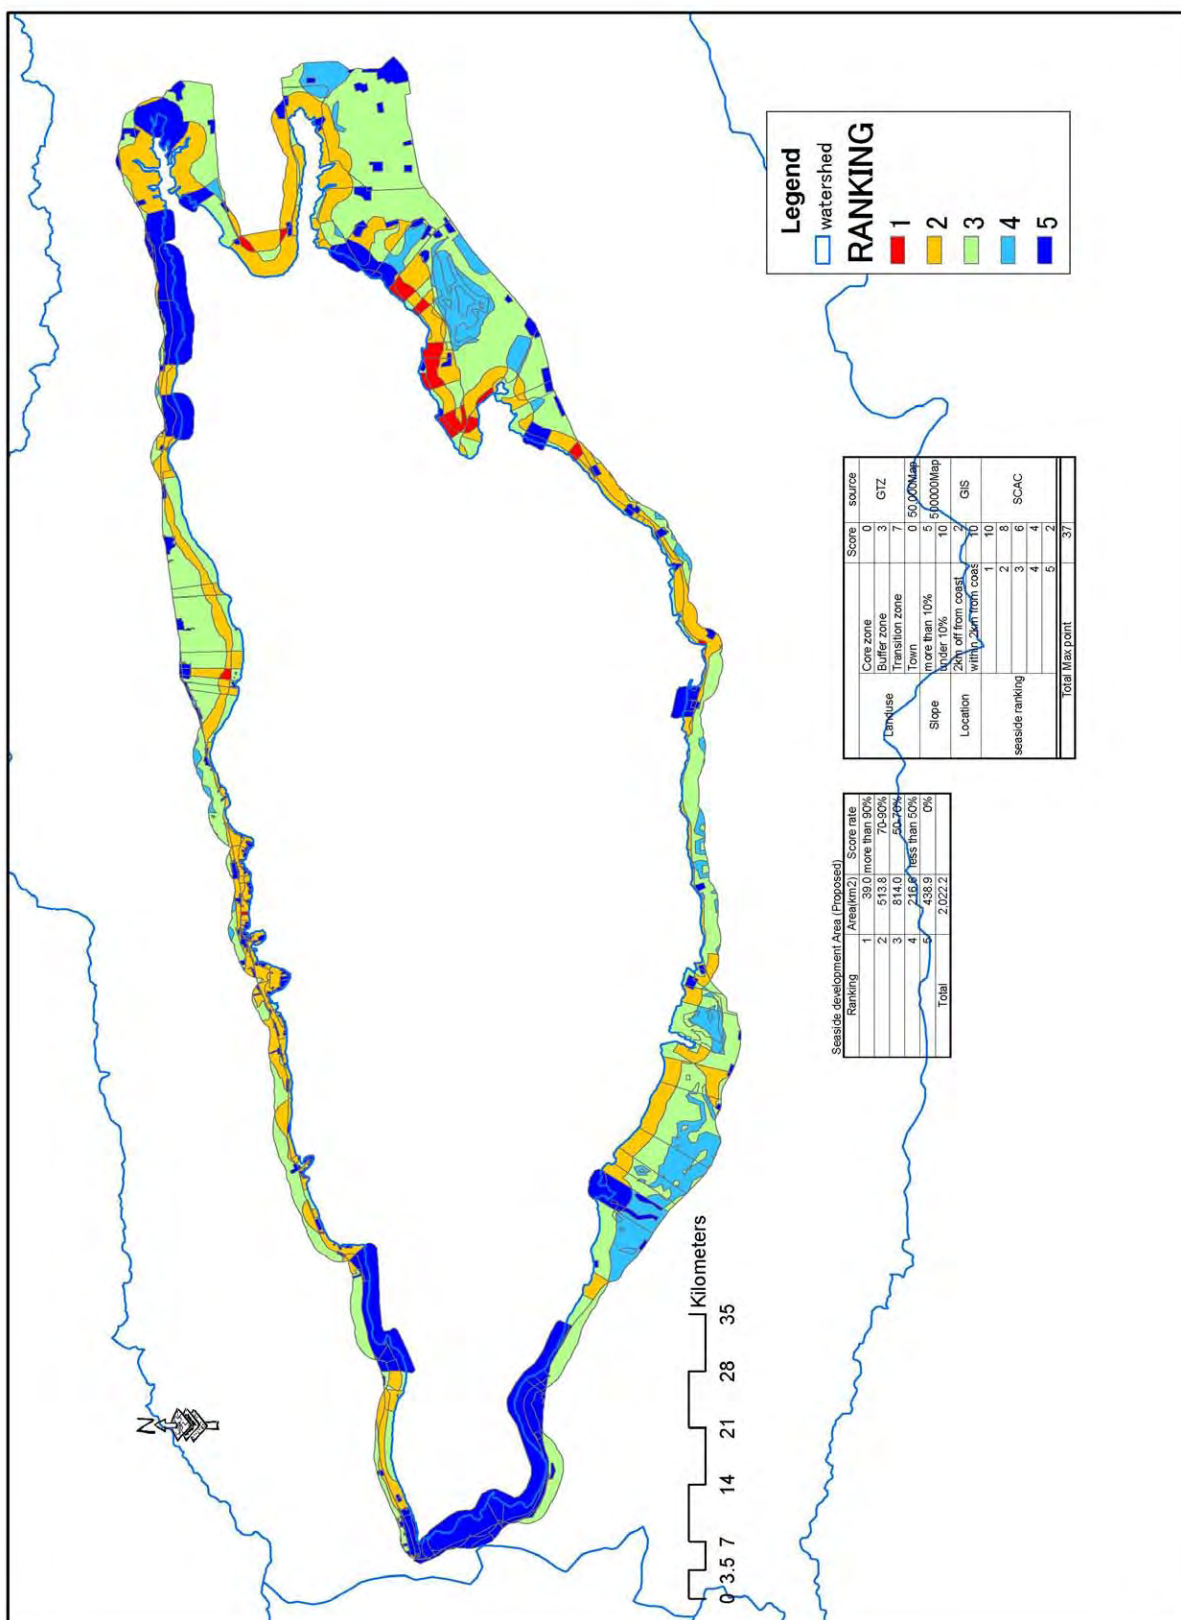 N
Kilometers
0 3.5 7 14 21 28 35
Legend
watershed
RANKING
1
2
3
4
5
Seaside development Area (Proposed)
Ranking Area(km2) Score rate
1 39.0 more than 90%
2 513.8 70-90%
3 814.0 50-70%
4 216.6 less than 50%
5 438.9 0%
Total 2,022.2
Score source
Landuse Core zone 0 GTZ
Buffer zone 3
Transition zone 7
Town 0 50,000Map
Slope more than 10% 5 500000Map
under 10% 10
Location 2km off from coast 2 GIS
within 2km from coas 10
seaside ranking 1 10 SCAC
2 8
3 6
4 4
5 2
Total Max point 37